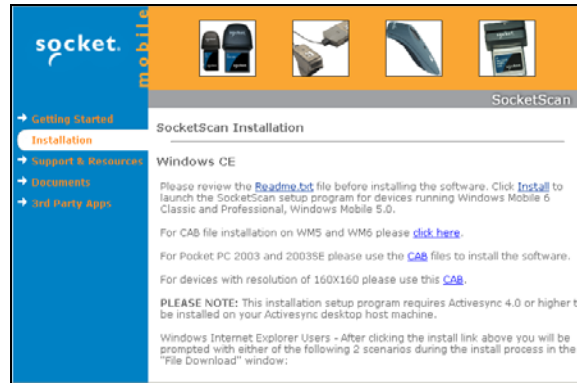 socket.
mobile
SocketScan
Getting Started
Installation
Support & Resources
Documents
3rd Party Apps
SocketScan Installation
Windows CE
Please review the Readme.txt file before installing the software. Click Install to
launch the SocketScan setup program for devices running Windows Mobile 6
Classic and Professional, Windows Mobile 5.0.
For CAB file installation on WM5 and WM6 please click here.
For Pocket PC 2003 and 2003SE please use the CAB files to install the software.
For devices with resolution of 160X160 please use this CAB.
PLEASE NOTE: This installation setup program requires Activesync 4.0 or higher t
be installed on your Activesync desktop host machine.
Windows Internet Explorer Users - After clicking the install link above you will be
prompted with either of the following 2 scenarios during the install process in the
"File Download" window: